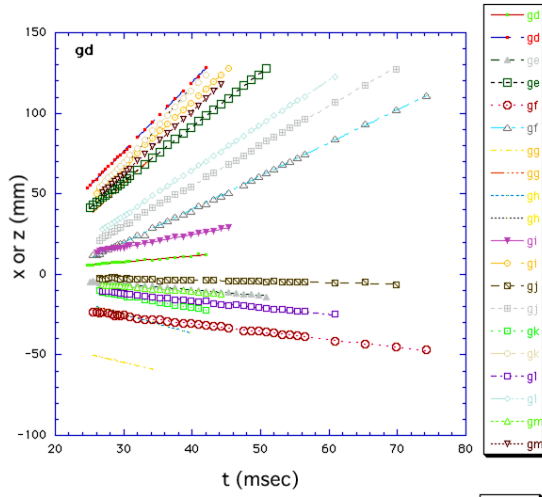 gd
150
100
50
0
−50
−100
20 30 40 50 60 70 80
x or z (mm)
t (msec)
gd
gd
ge
ge
gf
gf
gg
gg
gh
gh
gi
gi
gj
gj
gk
gk
gl
gl
gm
gm